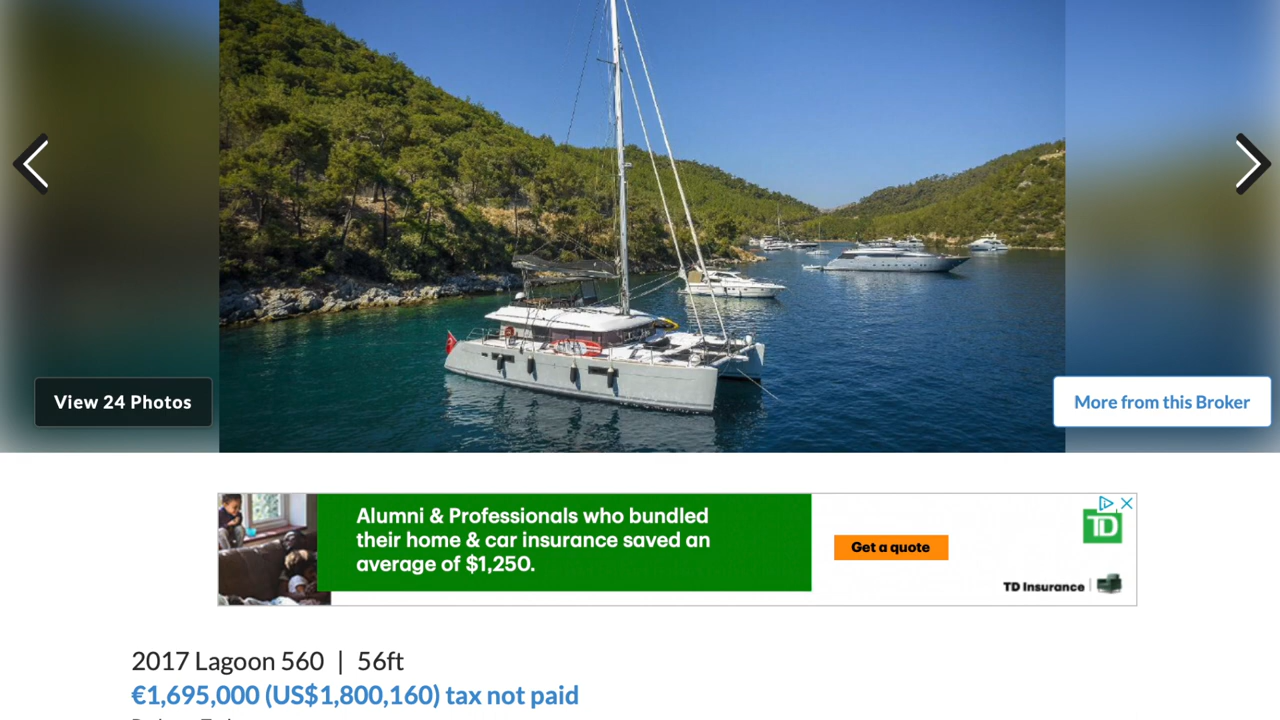 View 24 Photos
More from this Broker
Alumni & Professionals who bundled
their home & car insurance saved an
average of $1,250.
Get a quote
TD
TD Insurance
2017 Lagoon 560 | 56ft
€1,695,000 (US$1,800,160) tax not paid